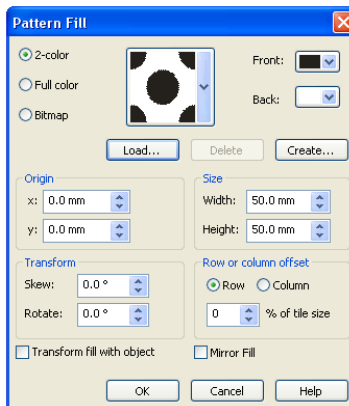 Pattern Fill
2-color
Full color
Bitmap
Front:
Back:
Load... Delete Create...
Origin
x: 0.0 mm
y: 0.0 mm
Size
Width: 50.0 mm
Height: 50.0 mm
Transform
Skew: 0.0 °
Rotate: 0.0 °
Row or column offset
Row Column
0 % of tile size
Transform fill with object
Mirror Fill
OK Cancel Help